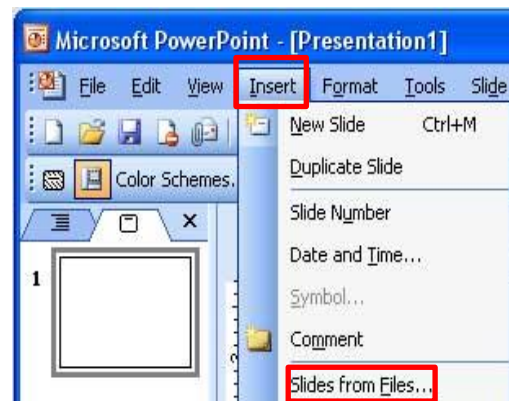 Microsoft PowerPoint - [Presentation1]
File Edit View Insert Format Tools Slide
New Slide Ctrl+M
Duplicate Slide
Color Schemes.
Slide Number
Date and Time...
1
Symbol...
Comment
Slides from Files...